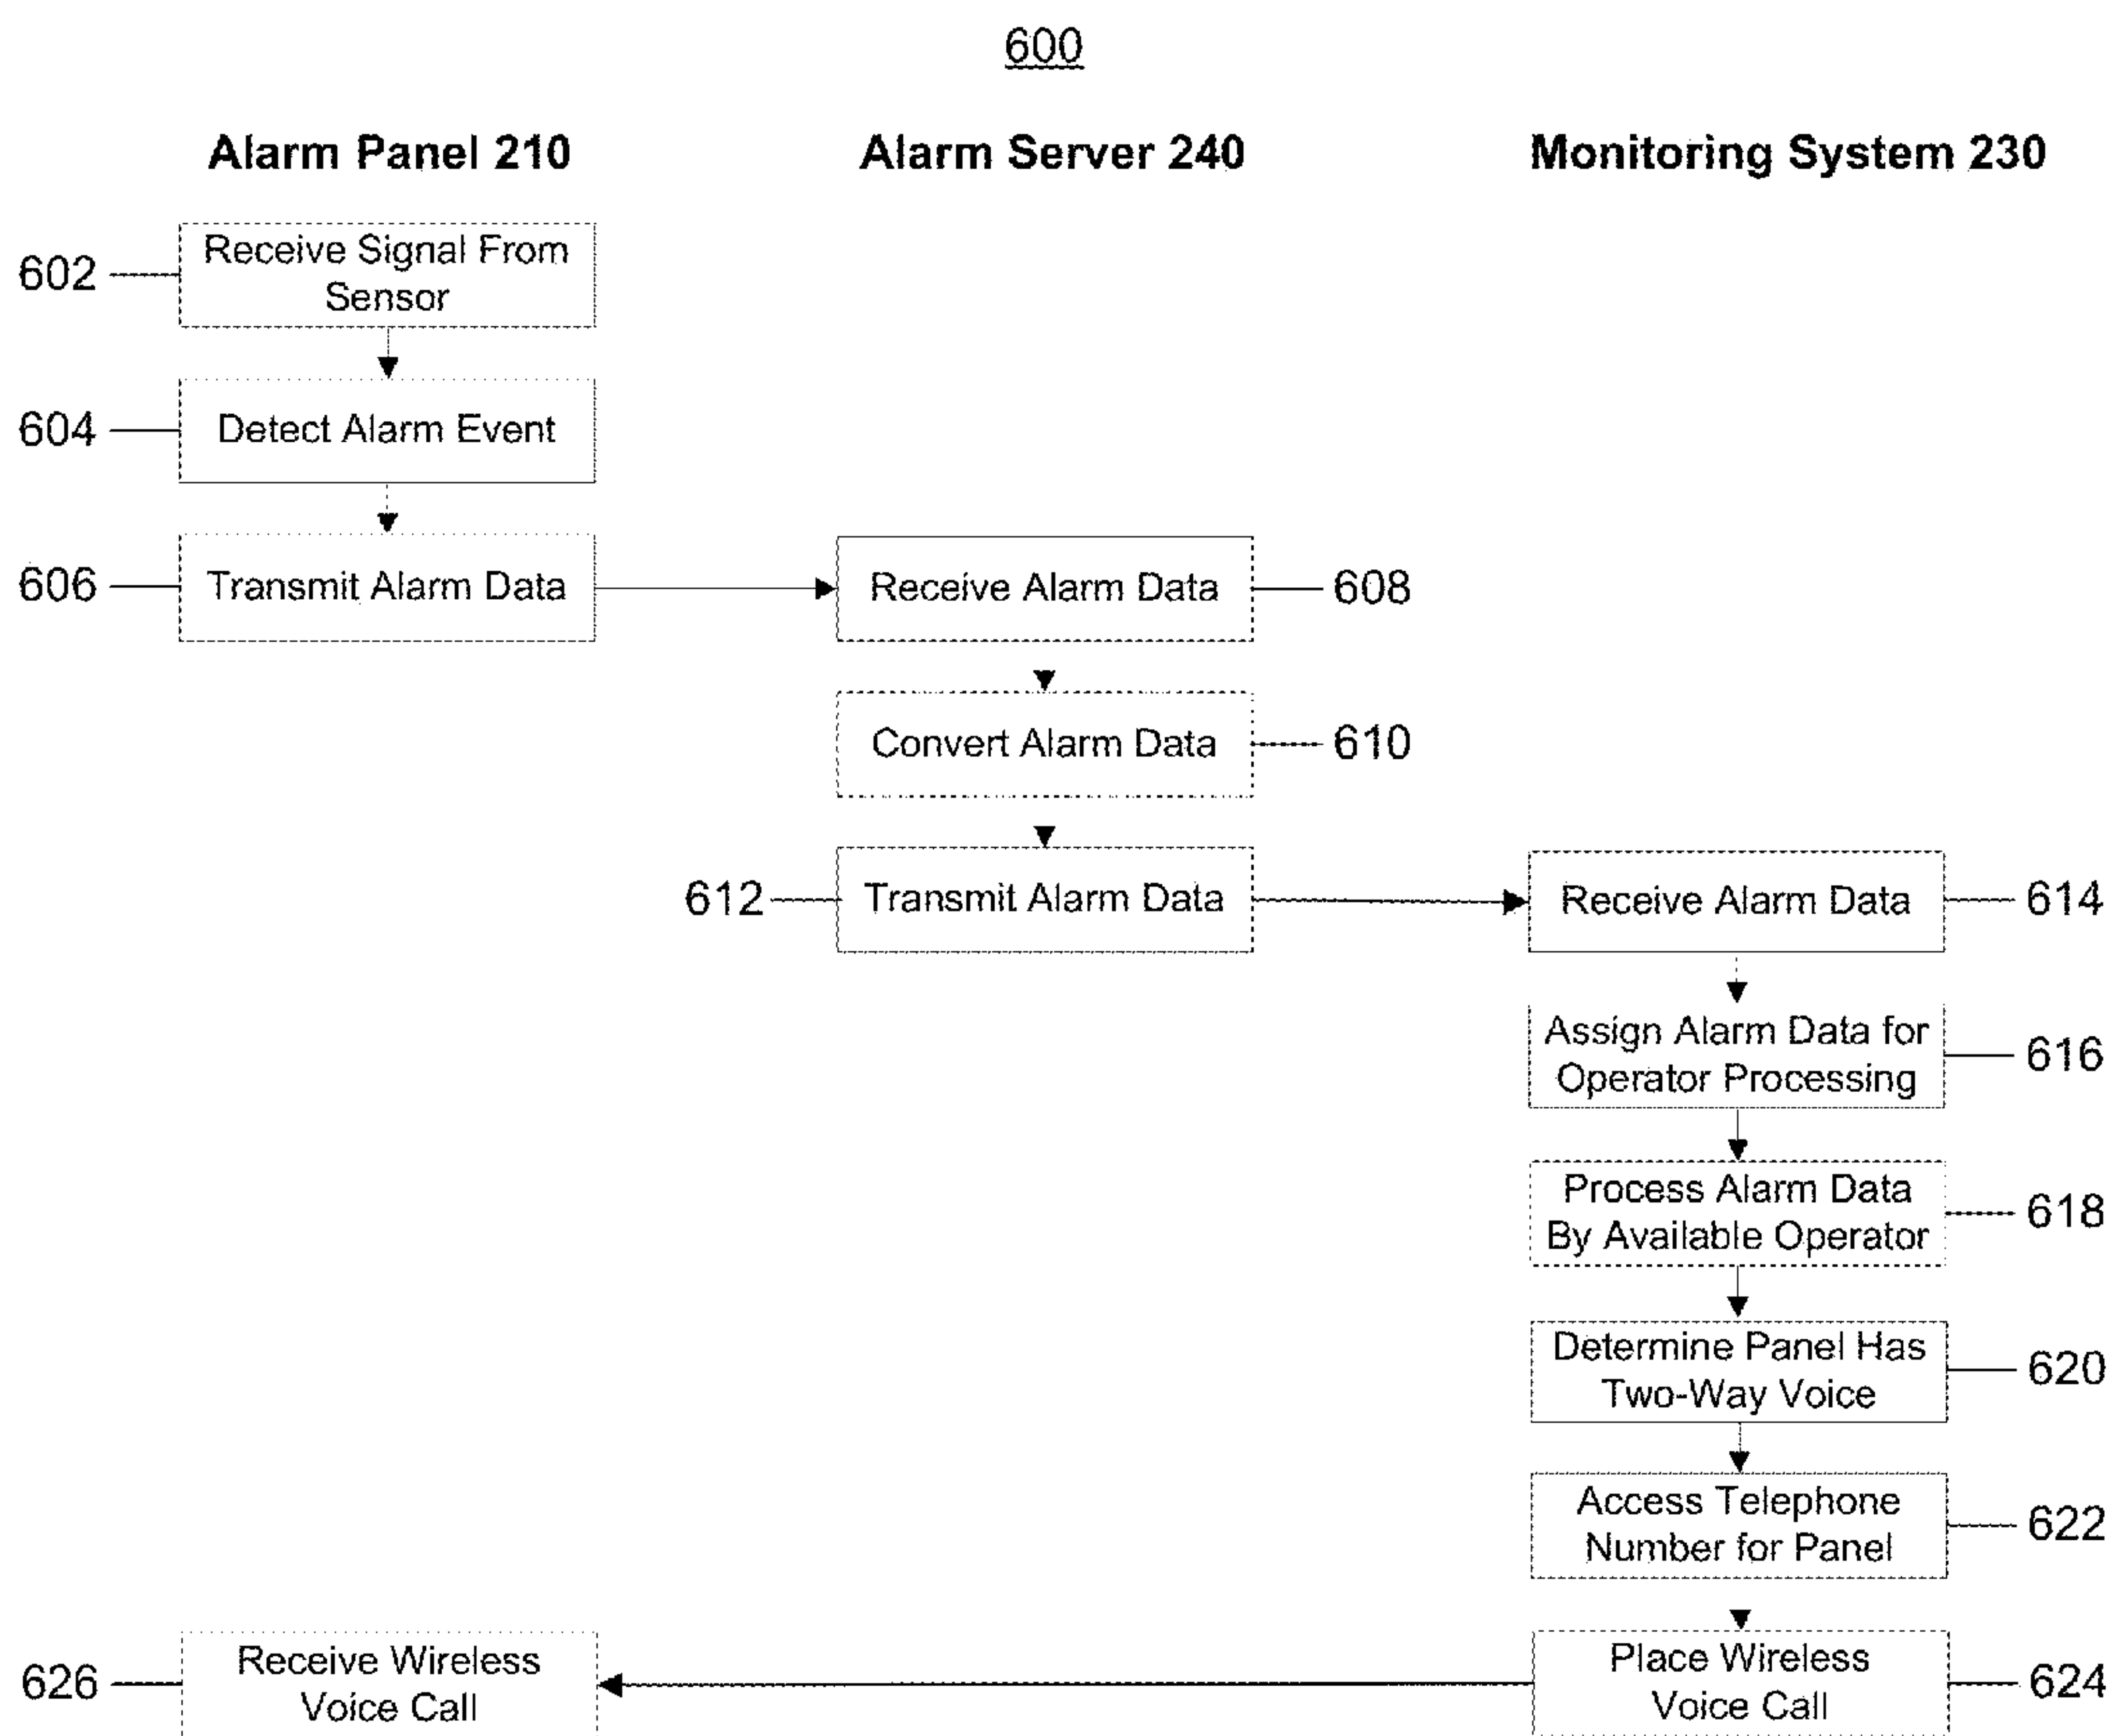 600
Alarm Panel 210
Alarm Server 240
Monitoring System 230
602
Receive Signal From
Sensor
604
Detect Alarm Event
606
Transmit Alarm Data
Receive Alarm Data
608
Convert Alarm Data
610
612
Transmit Alarm Data
Receive Alarm Data
614
Assign Alarm Data for
Operator Processing
616
Process Alarm Data
By Available Operator
618
Determine Panel Has
Two-Way Voice
620
Access Telephone
Number for Panel
622
626
Receive Wireless
Voice Call
Place Wireless
Voice Call
624